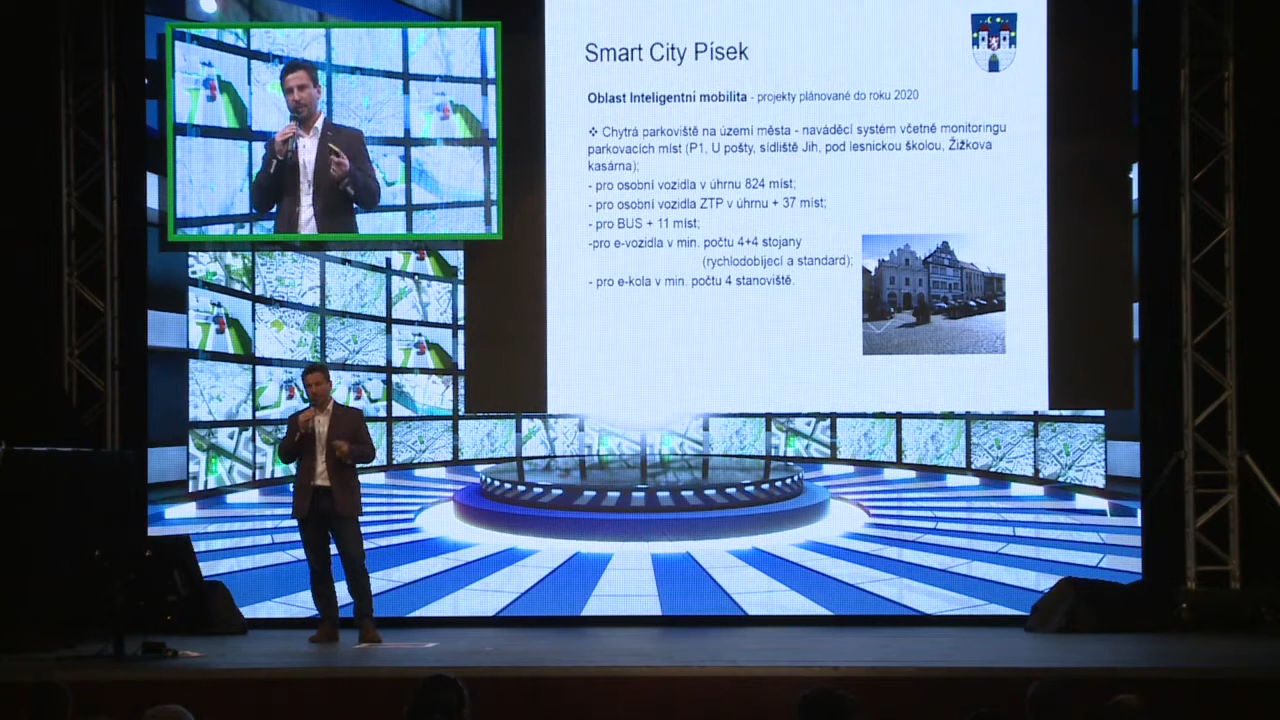 Smart City Písek
Oblast Inteligentní mobilita - projekty plánované do roku 2020
❖ Chytrá parkoviště na území města - naváděcí systém včetně monitoringu
parkovacích míst (P1, U pošty, sídliště Jih, pod lesnickou školou, Žižkova
kasárna);
- pro osobní vozidla v úhrnu 824 míst;
- pro osobní vozidla ZTP v úhrnu + 37 míst;
- pro BUS + 11 míst;
-pro e-vozidla v min. počtu 4+4 stojany
(rychlodobíjecí a standard);
- pro e-kola v min. počtu 4 stanoviště.